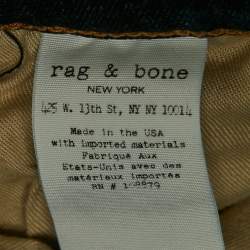 rag & bone
NEW YORK
425 W. 13th St, NY NY 10014
Made in the USA
with imported materials
Fabriqué Aux
États-Unis avec des
matériaux importés
RN #